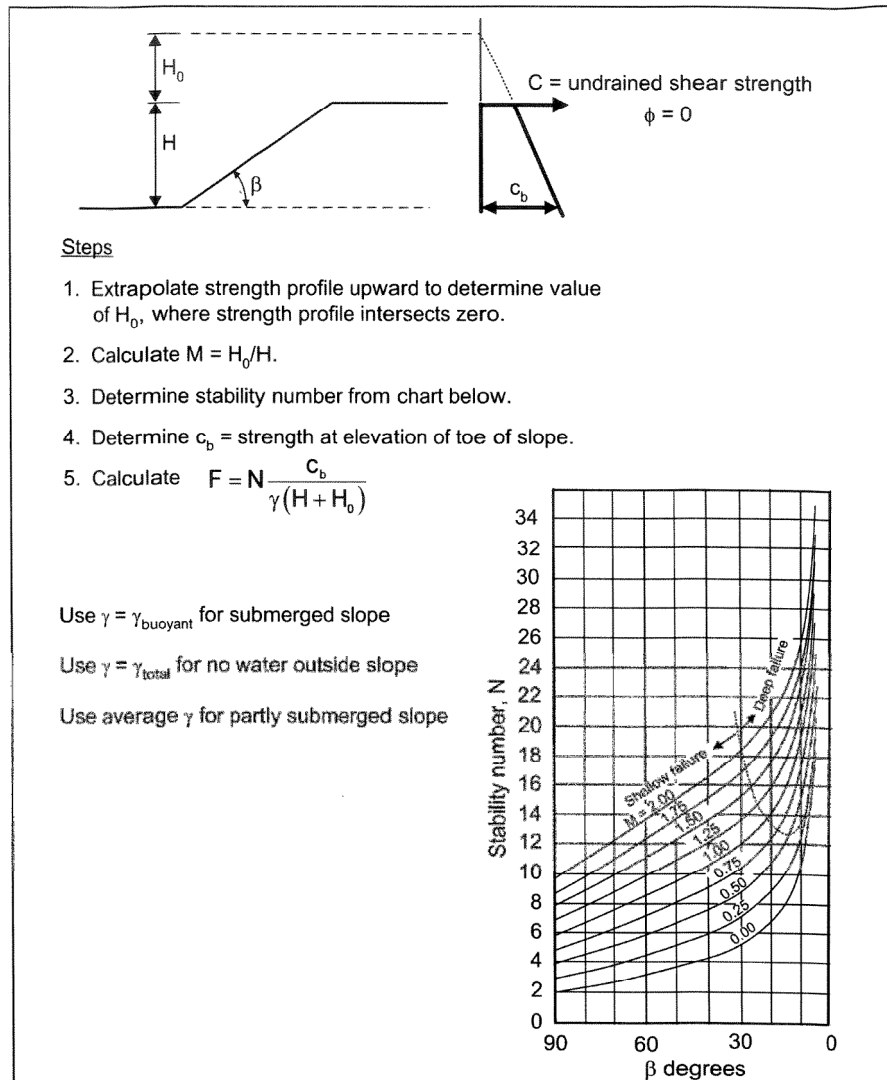 H₀
C = undrained shear strength
ϕ = 0
H
β
c_b
Steps
1. Extrapolate strength profile upward to determine value
of H₀, where strength profile intersects zero.
2. Calculate M = H₀/H.
3. Determine stability number from chart below.
4. Determine c_b = strength at elevation of toe of slope.
5. Calculate F = N c_b / γ(H + H₀)
Use γ = γ_buoyant for submerged slope
Use γ = γ_total for no water outside slope
Use average γ for partly submerged slope
Stability number, N
34
32
30
28
26
24
22
20
18
16
14
12
10
8
6
4
2
0
Deep failure
Shallow failure
M = 2.00
1.75
1.50
1.25
1.00
0.75
0.50
0.25
0.00
90
60
30
0
β degrees